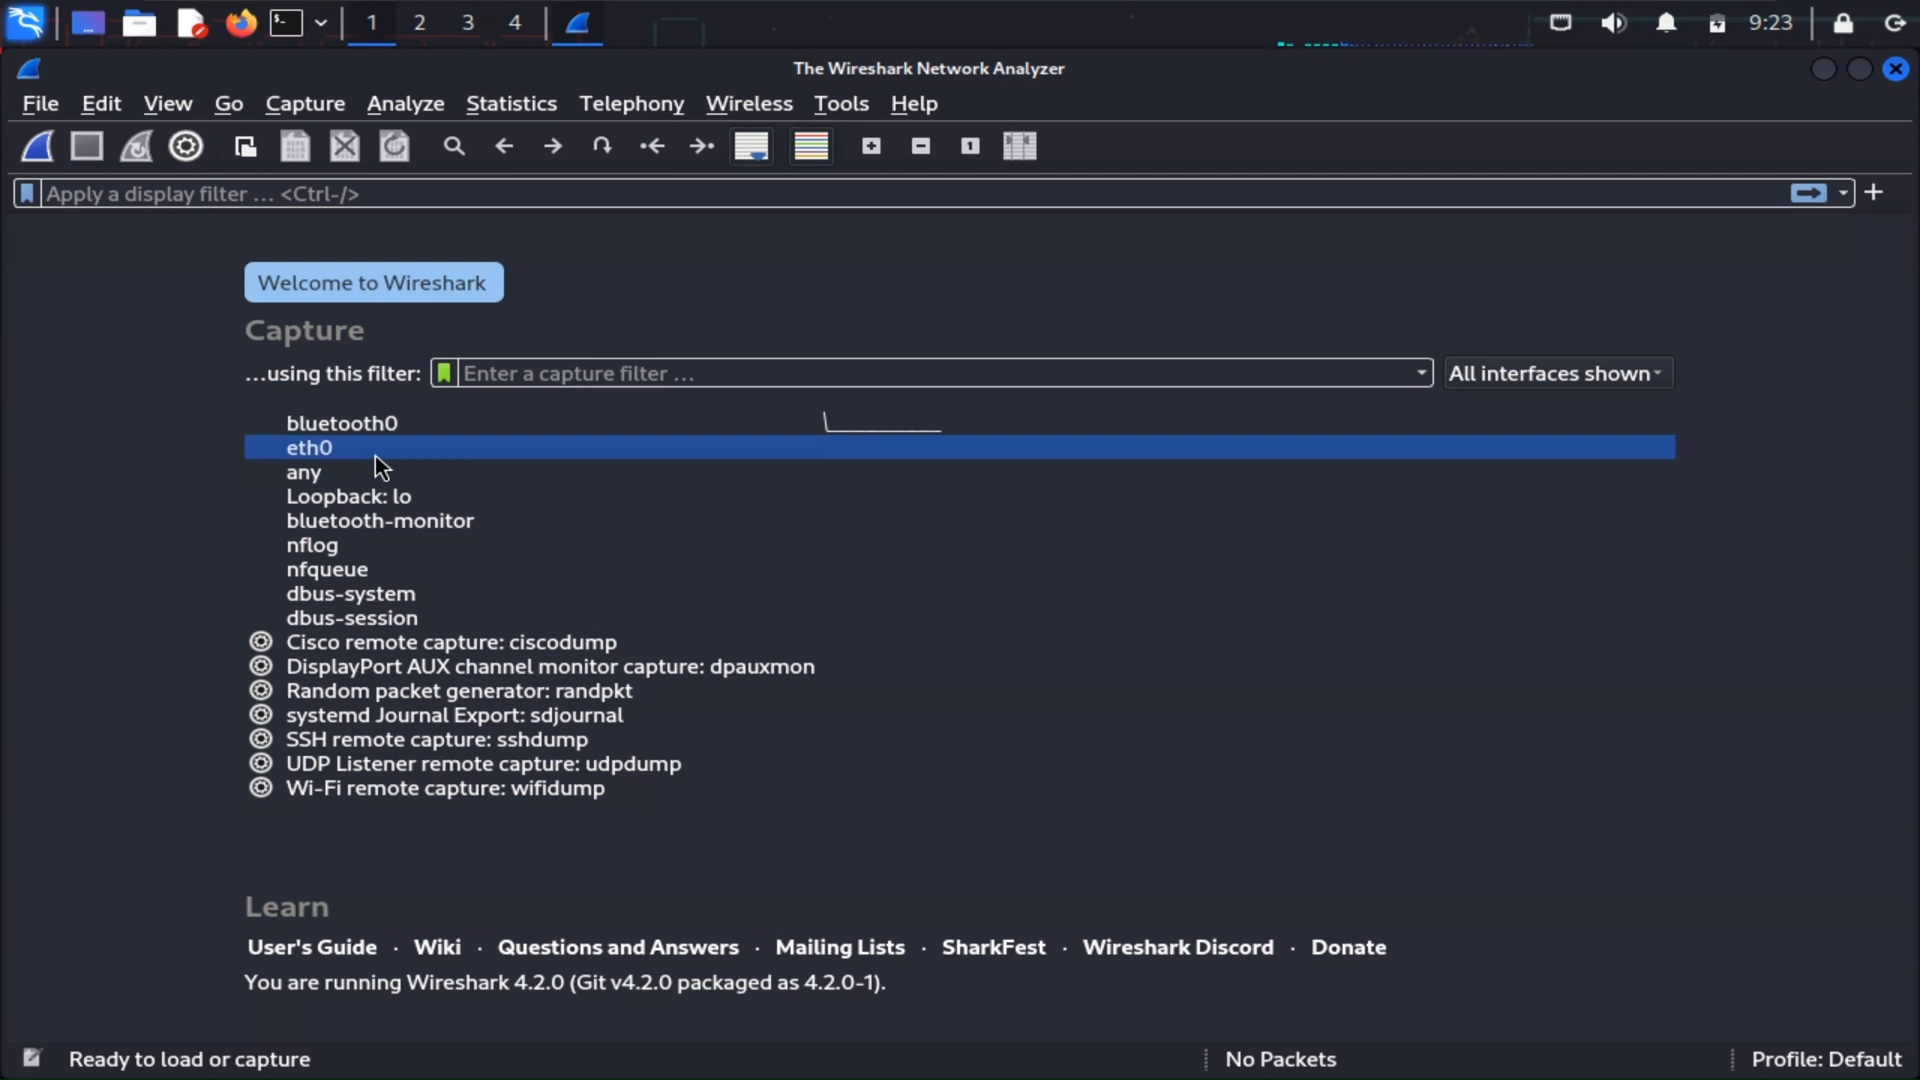 $-
1 2 3 4
9:23
The Wireshark Network Analyzer
File Edit View Go Capture Analyze Statistics Telephony Wireless Tools Help
1
Apply a display filter … <Ctrl-/>
Welcome to Wireshark
Capture
…using this filter: Enter a capture filter … All interfaces shown
bluetooth0
eth0
any
Loopback: lo
bluetooth-monitor
nflog
nfqueue
dbus-system
dbus-session
Cisco remote capture: ciscodump
DisplayPort AUX channel monitor capture: dpauxmon
Random packet generator: randpkt
systemd Journal Export: sdjournal
SSH remote capture: sshdump
UDP Listener remote capture: udpdump
Wi-Fi remote capture: wifidump
Learn
User's Guide · Wiki · Questions and Answers · Mailing Lists · SharkFest · Wireshark Discord · Donate
You are running Wireshark 4.2.0 (Git v4.2.0 packaged as 4.2.0-1).
Ready to load or capture No Packets Profile: Default